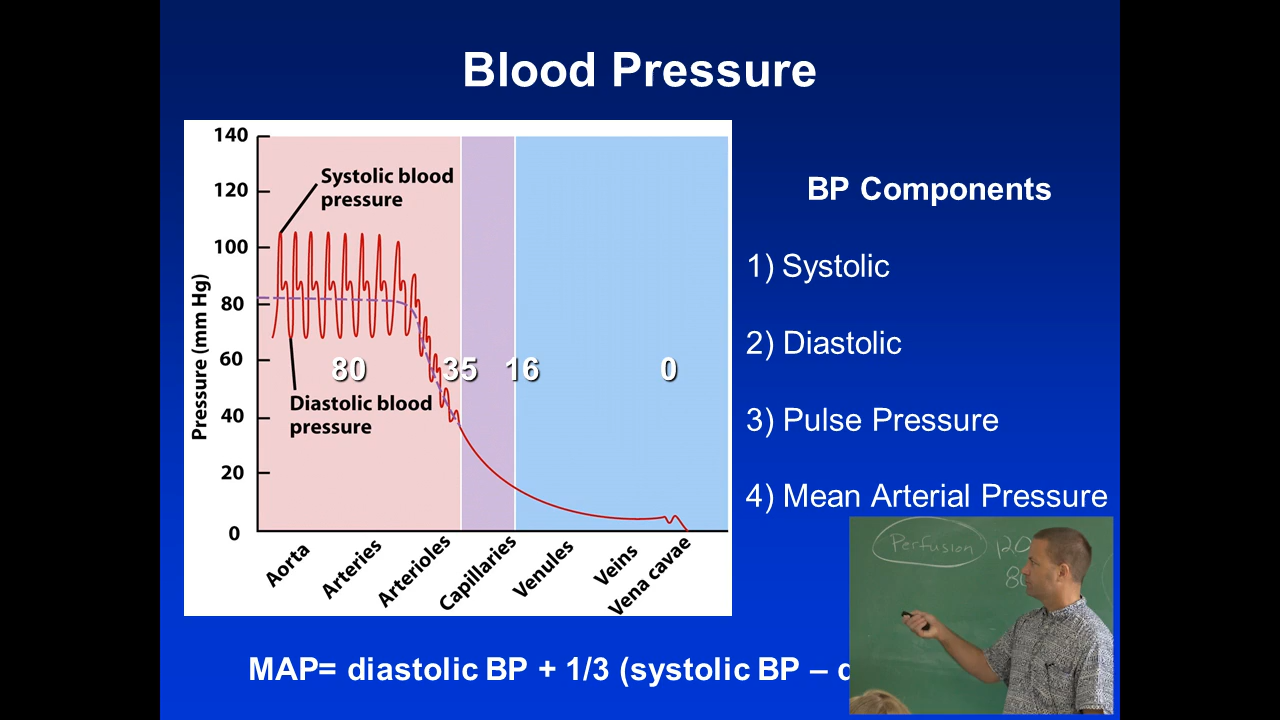 Blood Pressure
140
120
100
80
60
40
20
0
Pressure (mm Hg)
Systolic blood
pressure
Diastolic blood
pressure
80 35 16 0
Aorta
Arteries
Arterioles
Capillaries
Venules
Veins
Vena cavae
BP Components
1) Systolic
2) Diastolic
3) Pulse Pressure
4) Mean Arterial Pressure
Perfusion 120
80
MAP= diastolic BP + 1/3 (systolic BP –